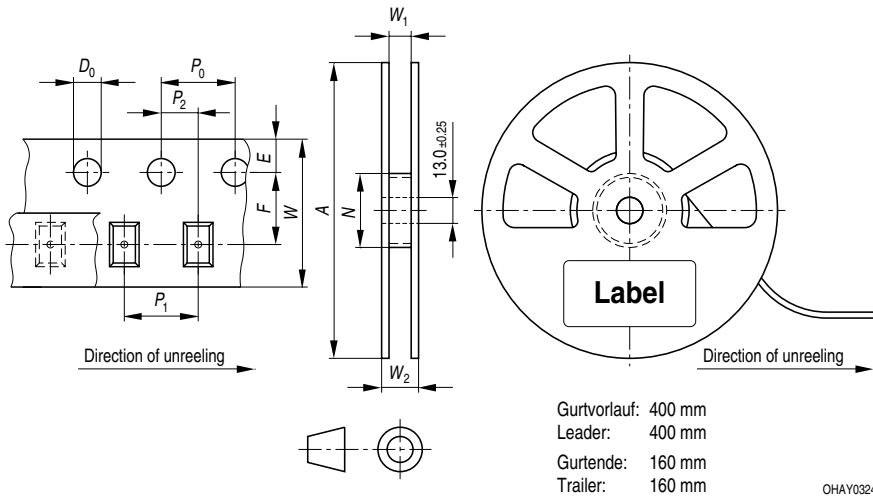 W₁
D₀
P₀
P₂
E
F
W
A
N
13.0±0.25
P₁
W₂
Label
Direction of unreeling
Direction of unreeling
Gurtvorlauf: 400 mm
Leader: 400 mm
Gurtende: 160 mm
Trailer: 160 mm
OHAY0324